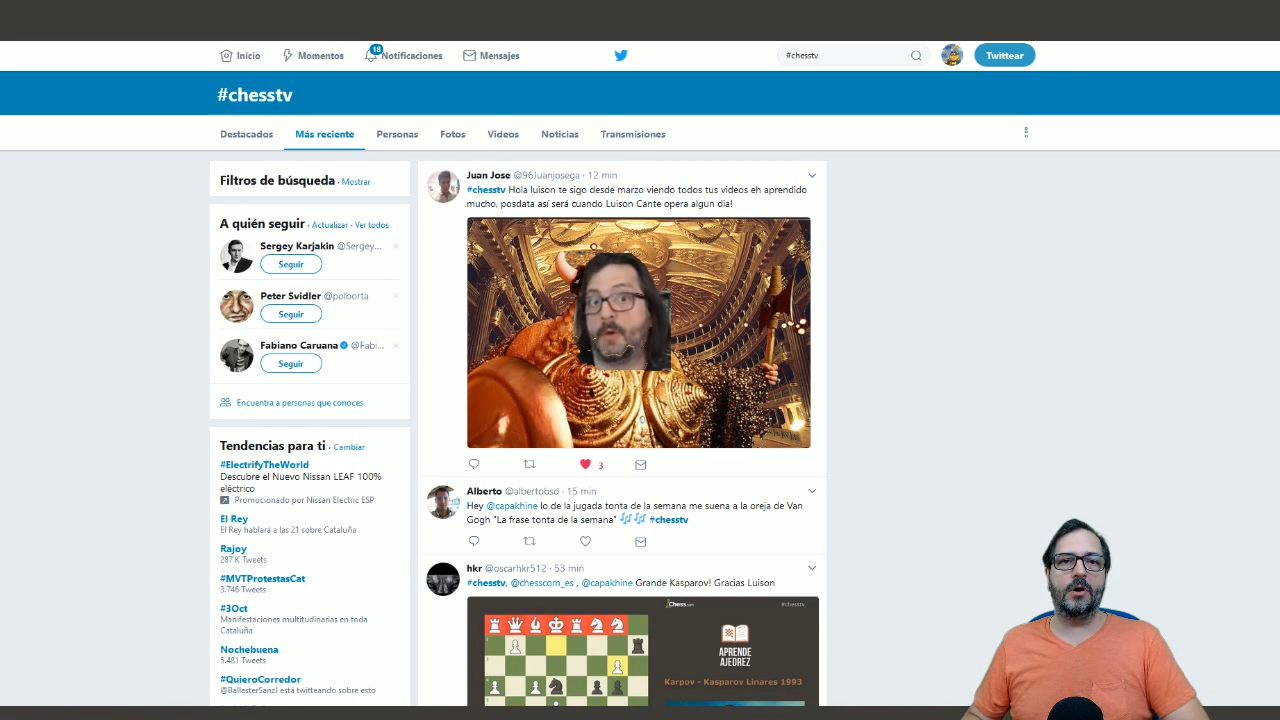 Inicio
Momentos
18
Notificaciones
Mensajes
#chesstv
Twittear
#chesstv
Destacados
Más reciente
Personas
Fotos
Videos
Noticias
Transmisiones
Filtros de búsqueda · Mostrar
A quién seguir · Actualizar · Ver todos
Sergey Karjakin @Sergey...
Seguir
Peter Svidler @polborta
Seguir
Fabiano Caruana @Fabi...
Seguir
Encuentra a personas que conoces
Tendencias para ti · Cambiar
#ElectrifyTheWorld
Descubre el Nuevo Nissan LEAF 100%
eléctrico
Promocionado por Nissan Electric ESP
El Rey
El Rey hablará a las 21 sobre Cataluña
Rajoy
287 K Tweets
#MVTProtestasCat
3.746 Tweets
#3Oct
Manifestaciones multitudinarias en toda
Cataluña
Nochebuena
5.481 Tweets
#QuieroCorredor
@BallesterSanzJ está twitteando sobre esto
Juan Jose @96Juanjosega · 12 min
#chesstv Hola luison te sigo desde marzo viendo todos tus videos eh aprendido
mucho, posdata así será cuando Luison Cante opera algun dia!
3
Alberto @albertobsd · 15 min
Hey @capakhine lo de la jugada tonta de la semana me suena a la oreja de Van
Gogh "La frase tonta de la semana" #chesstv
hkr @oscarhkr512 · 53 min
#chesstv, @chesscom_es , @capakhine Grande Kasparov! Gracias Luison
Chess.com
#chesstv
APRENDE
AJEDREZ
Karpov - Kasparov Linares 1993